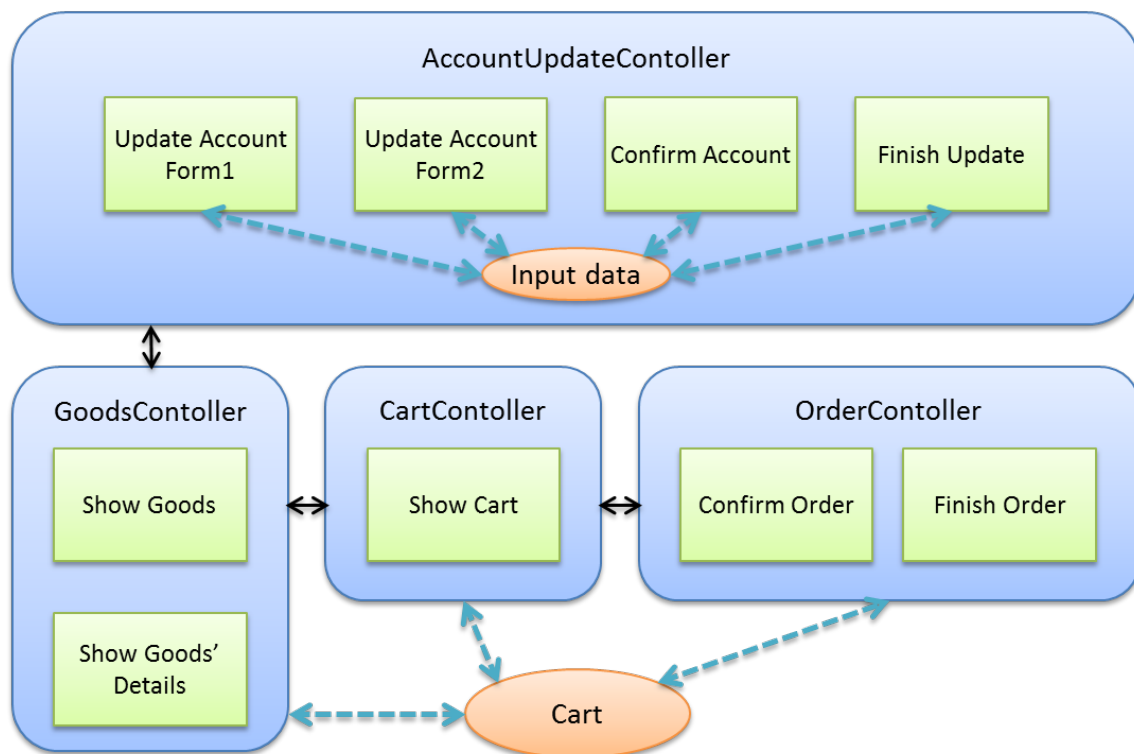 AccountUpdateContoller
Update Account
Form1
Update Account
Form2
Confirm Account
Finish Update
Input data
GoodsContoller
Show Goods
Show Goods’
Details
CartContoller
Show Cart
OrderContoller
Confirm Order
Finish Order
Cart